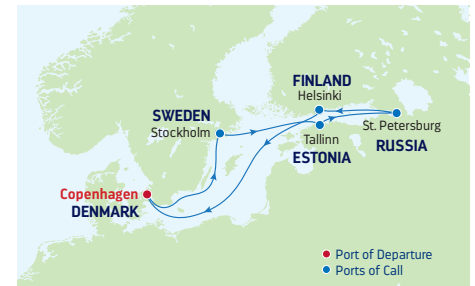 FINLAND
Helsinki
SWEDEN
Stockholm
St. Petersburg
RUSSIA
Tallinn
ESTONIA
Copenhagen
DENMARK
Port of Departure
Ports of Call